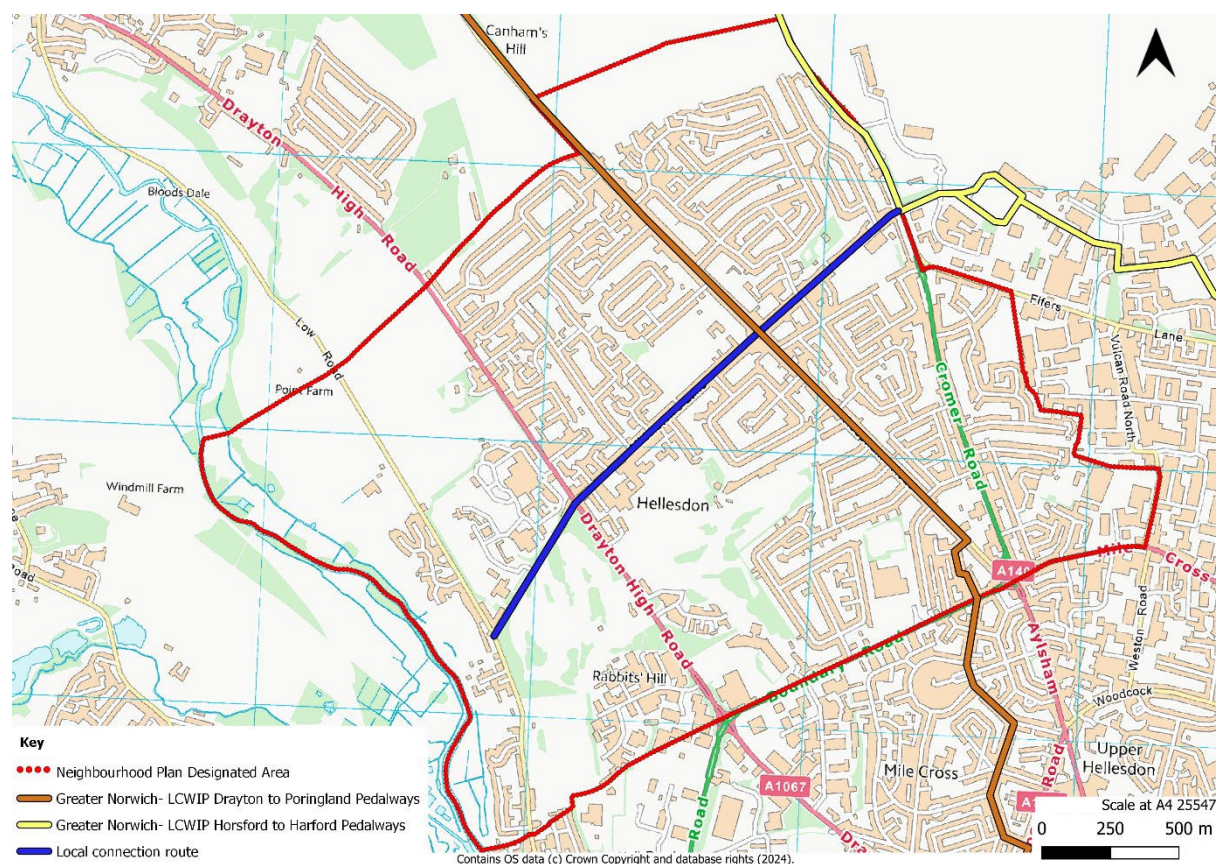 Canham's
Hill
Drayton
High
Road
Bloods Dale
Low
Road
Point Farm
Windmill Farm
Road
Fifers
Lane
Vulcan Road North
Cromer Road
Hellesdon
Drayton High
Road
A140
Mile
Cross
Weston Road
Aylsham
Road
Boundary Road
Rabbits' Hill
Woodcock
Upper
Hellesdon
Mile Cross
A1067
Road
Key
Neighbourhood Plan Designated Area
Greater Norwich- LCWIP Drayton to Poringland Pedalways
Greater Norwich- LCWIP Horsford to Harford Pedalways
Local connection route
Scale at A4 25547
0 250 500 m
Contains OS data (c) Crown Copyright and database rights (2024).